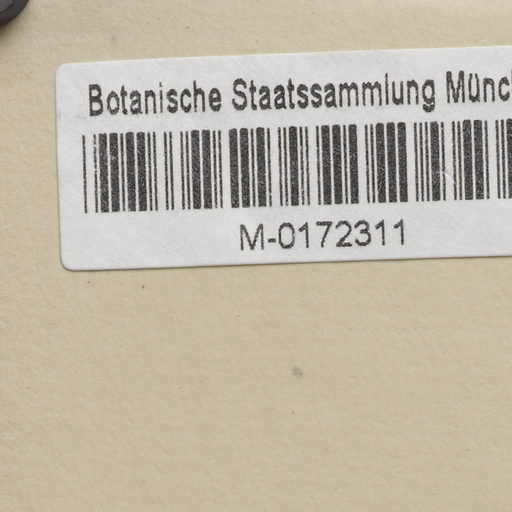 Botanische Staatssammlung Münc
M-0172311